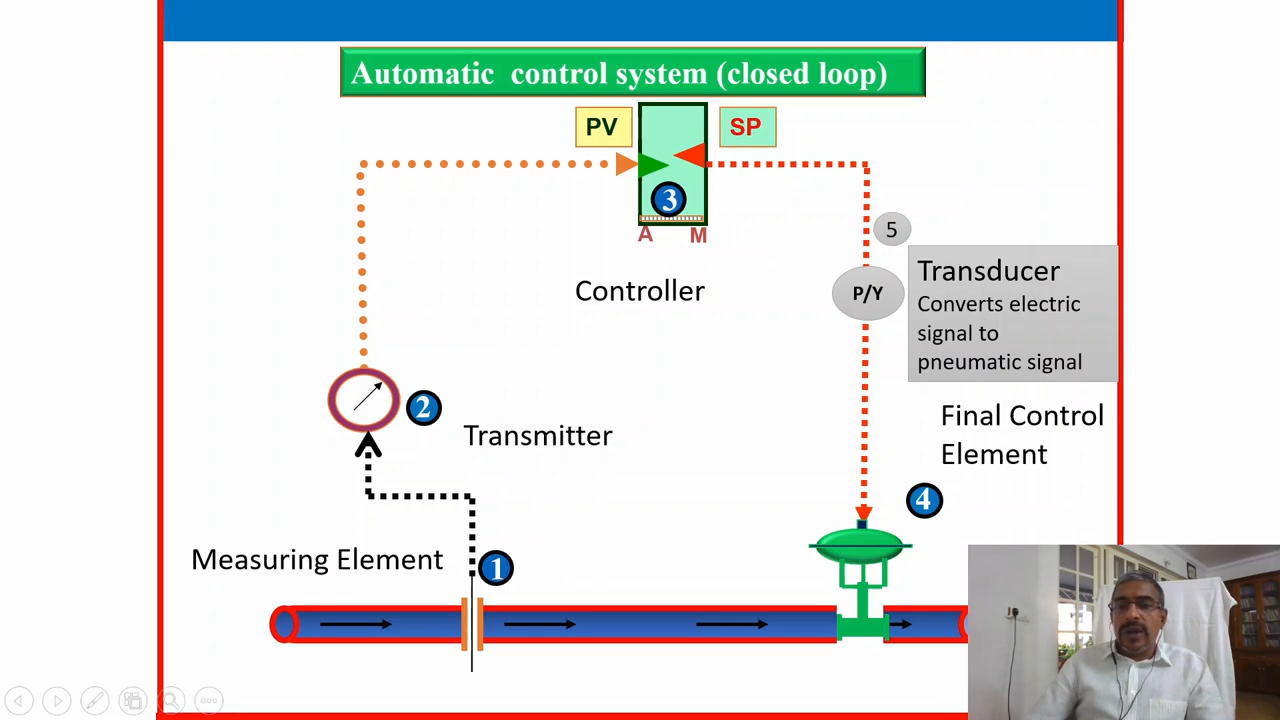 Automatic control system (closed loop)
PV
SP
3
A M
Controller
5
P/Y
Transducer
Converts electric
signal to
pneumatic signal
2
Transmitter
Final Control
Element
4
Measuring Element
1